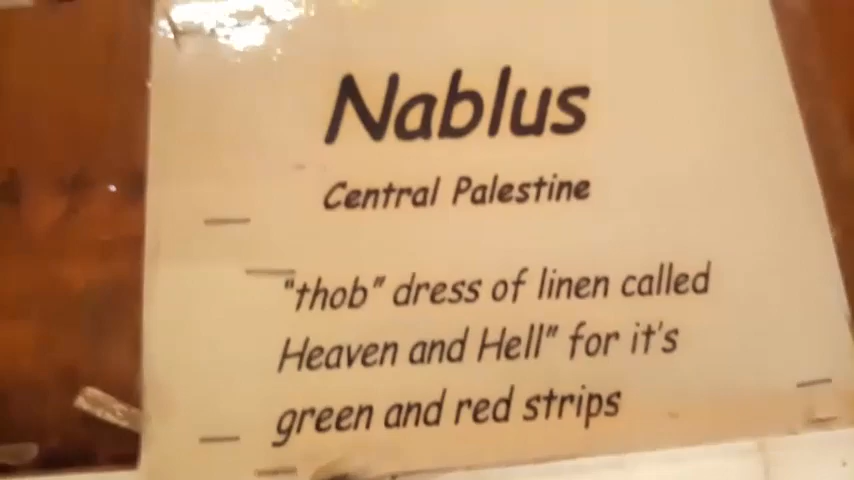 Nablus
Central Palestine
"thob" dress of linen called
Heaven and Hell" for it's
green and red strips